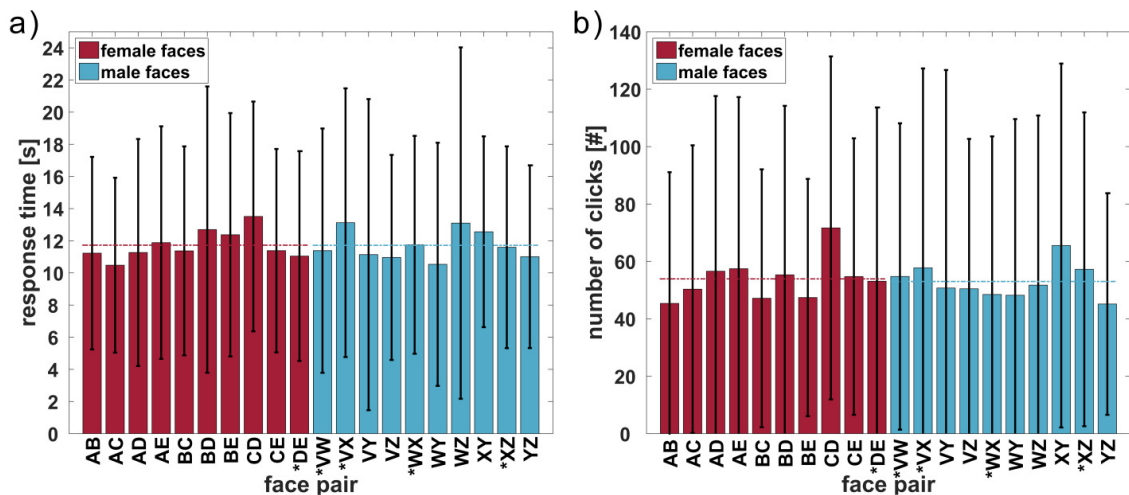 a)
response time [s]
24
22
20
18
16
14
12
10
8
6
4
2
0
female faces
male faces
AB
AC
AD
AE
BC
BD
BE
CD
CE
*DE
*VW
*VX
VY
VZ
*WX
WY
WZ
XY
*XZ
YZ
face pair
b)
number of clicks [#]
140
120
100
80
60
40
20
0
female faces
male faces
AB
AC
AD
AE
BC
BD
BE
CD
CE
*DE
*VW
*VX
VY
VZ
*WX
WY
WZ
XY
*XZ
YZ
face pair